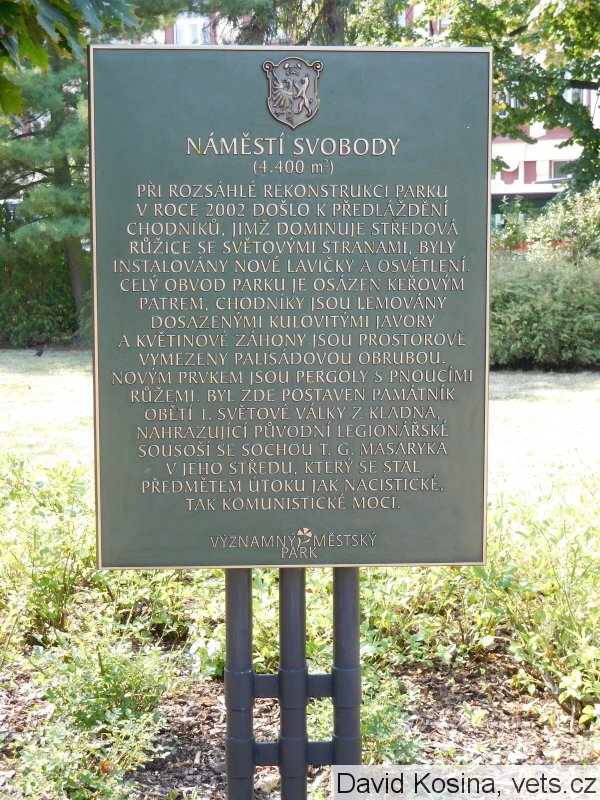 NÁMĚSTÍ SVOBODY
(4.400 m²)
PŘI ROZSÁHLÉ REKONSTRUKCI PARKU
V ROCE 2002 DOŠLO K PŘEDLÁŽDĚNÍ
CHODNÍKŮ, JIMŽ DOMINUJE STŘEDOVÁ
RŮŽICE SE SVĚTOVÝMI STRANAMI, BYLY
INSTALOVÁNY NOVÉ LAVIČKY A OSVĚTLENÍ.
CELÝ OBVOD PARKU JE OSÁZEN KEŘOVÝM
PATREM, CHODNÍKY JSOU LEMOVÁNY
DOSAZENÝMI KULOVITÝMI JAVORY
A KVĚTINOVÉ ZÁHONY JSOU PROSTOROVĚ
VYMEZENY PALISÁDOVOU OBRUBOU.
NOVÝM PRVKEM JSOU PERGOLY S PNOUCÍMI
RŮŽEMI. BYL ZDE POSTAVEN PAMÁTNÍK
OBĚTÍ I. SVĚTOVÉ VÁLKY Z KLADNA,
NAHRAZUJÍCÍ PŮVODNÍ LEGIONÁŘSKÉ
SOUSOŠÍ SE SOCHOU T. G. MASARYKA
V JEHO STŘEDU, KTERÝ SE STAL
PŘEDMĚTEM ÚTOKU JAK NACISTICKÉ,
TAK KOMUNISTICKÉ MOCI.
VÝZNAMNÝ MĚSTSKÝ
PARK
David Kosina, vets.cz